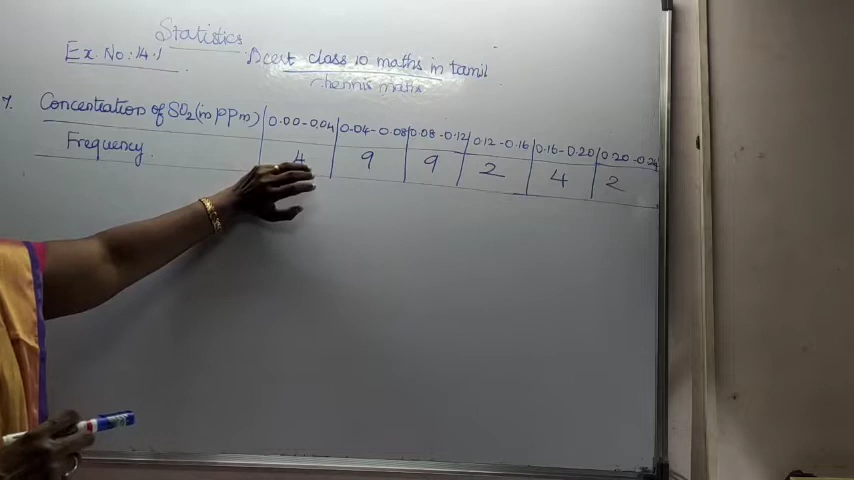 Statistics
Ex. No: 14.1
Ncert class 10 maths in tamil
Chennis maths
7. Concentration of SO₂ (in ppm) 0.00-0.04 0.04-0.08 0.08-0.12 0.12-0.16 0.16-0.20 0.20-0.24
Frequency 4 9 9 2 4 2